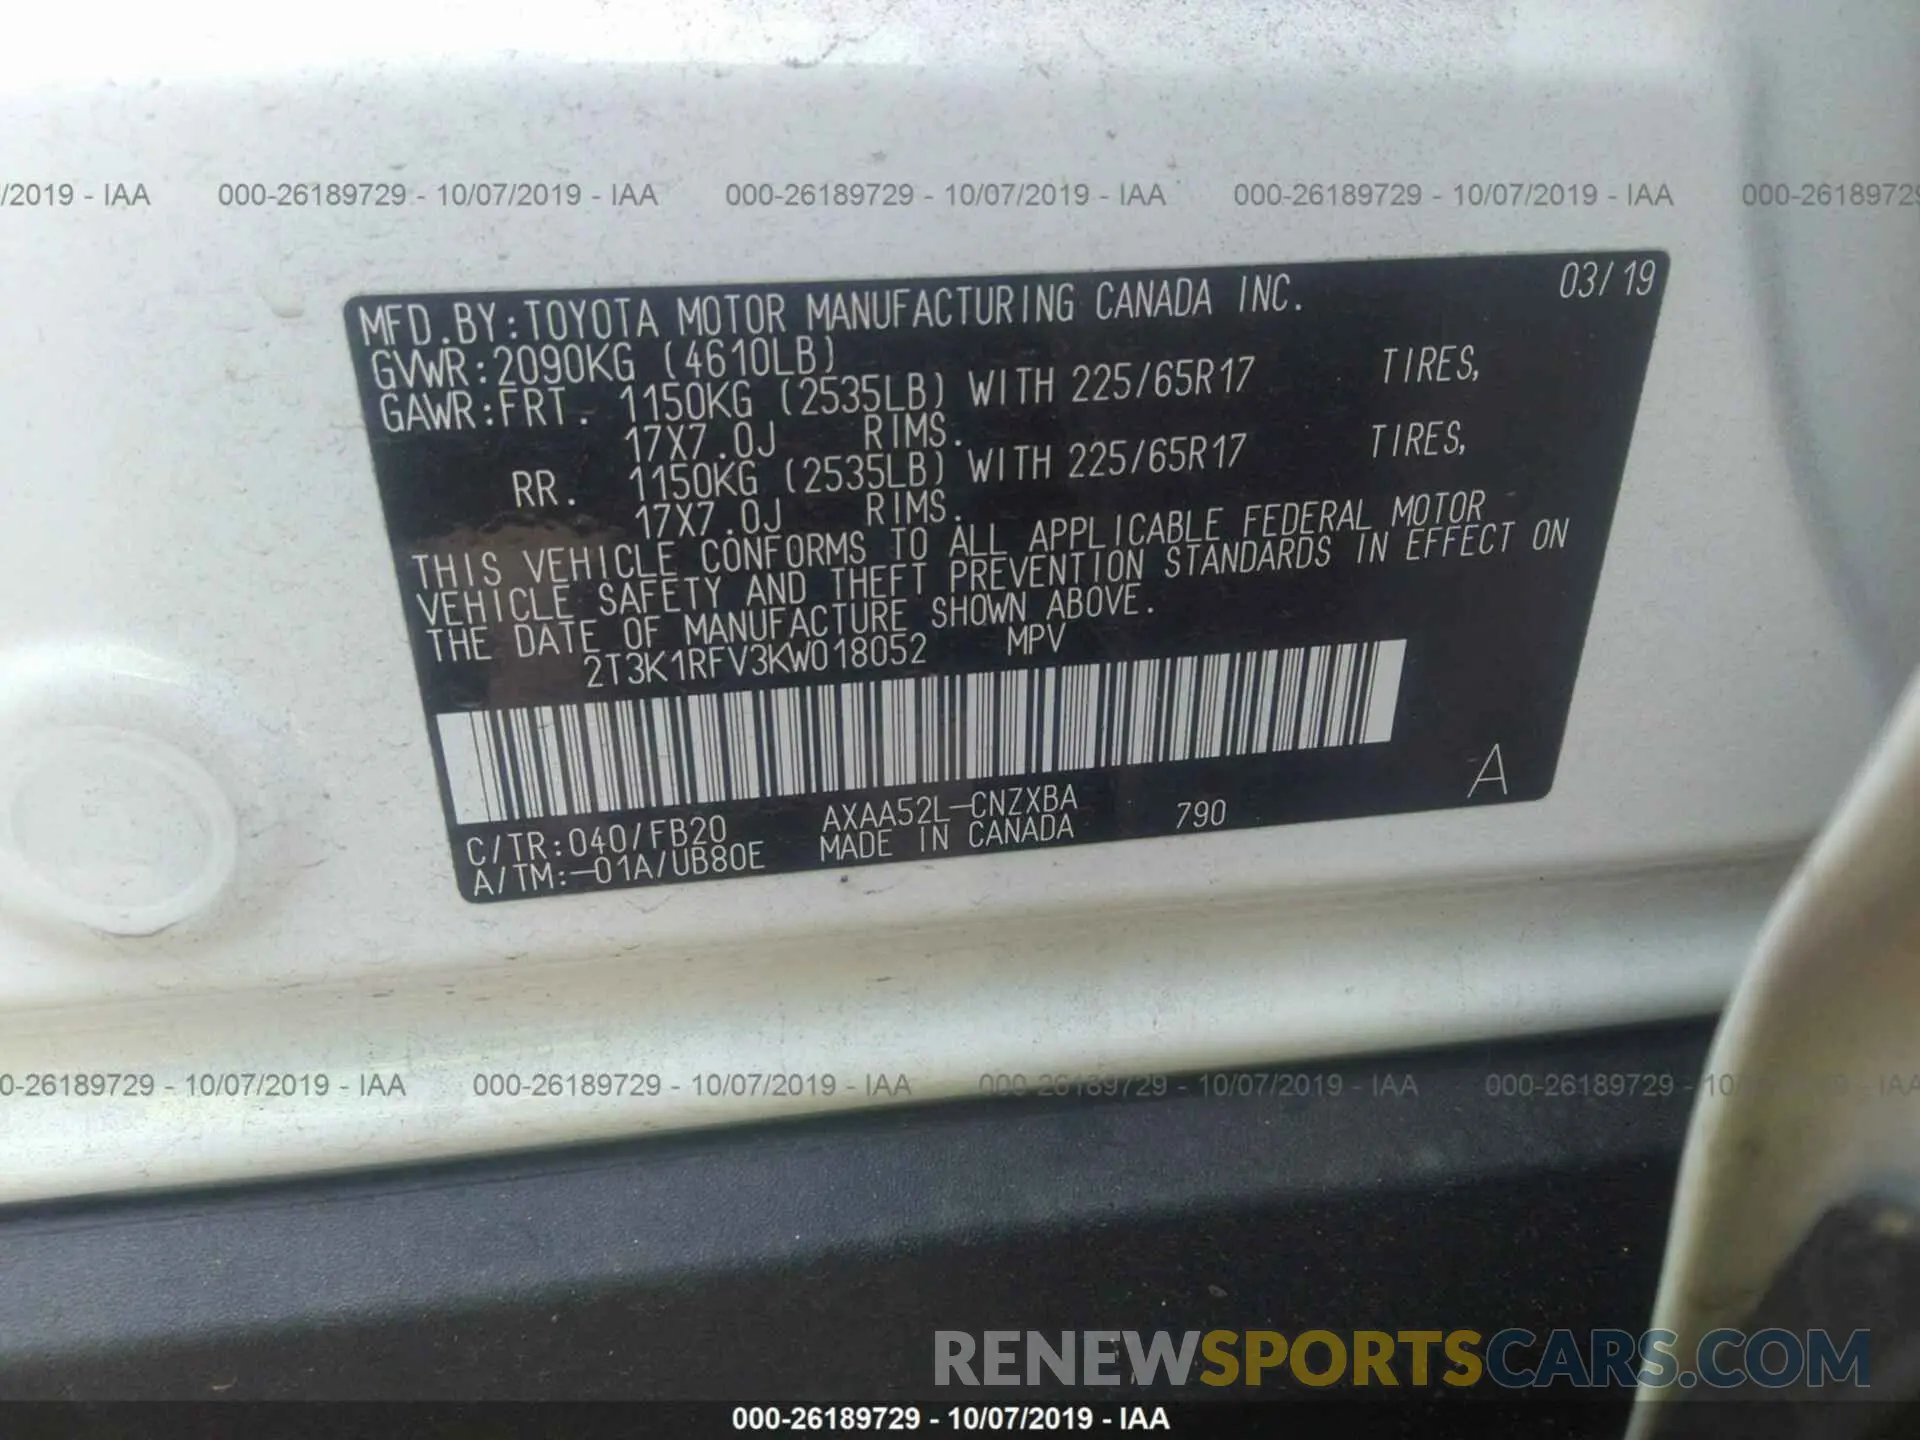 /2019 - IAA 000-26189729 - 10/07/2019 - IAA 000-26189729 - 10/07/2019 - IAA 000-26189729 - 10/07/2019 - IAA 000-2618972
MFD.BY:TOYOTA MOTOR MANUFACTURING CANADA INC. 03/19
GVWR:2090KG (4610LB)
GAWR:FRT. 1150KG (2535LB) WITH 225/65R17 TIRES,
17X7.0J RIMS.
RR. 1150KG (2535LB) WITH 225/65R17 TIRES,
17X7.0J RIMS.
THIS VEHICLE CONFORMS TO ALL APPLICABLE FEDERAL MOTOR
VEHICLE SAFETY AND THEFT PREVENTION STANDARDS IN EFFECT ON
THE DATE OF MANUFACTURE SHOWN ABOVE.
2T3K1RFV3KW018052 MPV
A
C/TR:040/FB20 AXAA52L-CNZXBA 790
A/TM:-01A/UB80E MADE IN CANADA
0-26189729 - 10/07/2019 - IAA 000-26189729 - 10/07/2019 - IAA 000-26189729 - 10/07/2019 - IAA 000-26189729 - 10 IAA
RENEWSPORTSCARS.COM
000-26189729 - 10/07/2019 - IAA